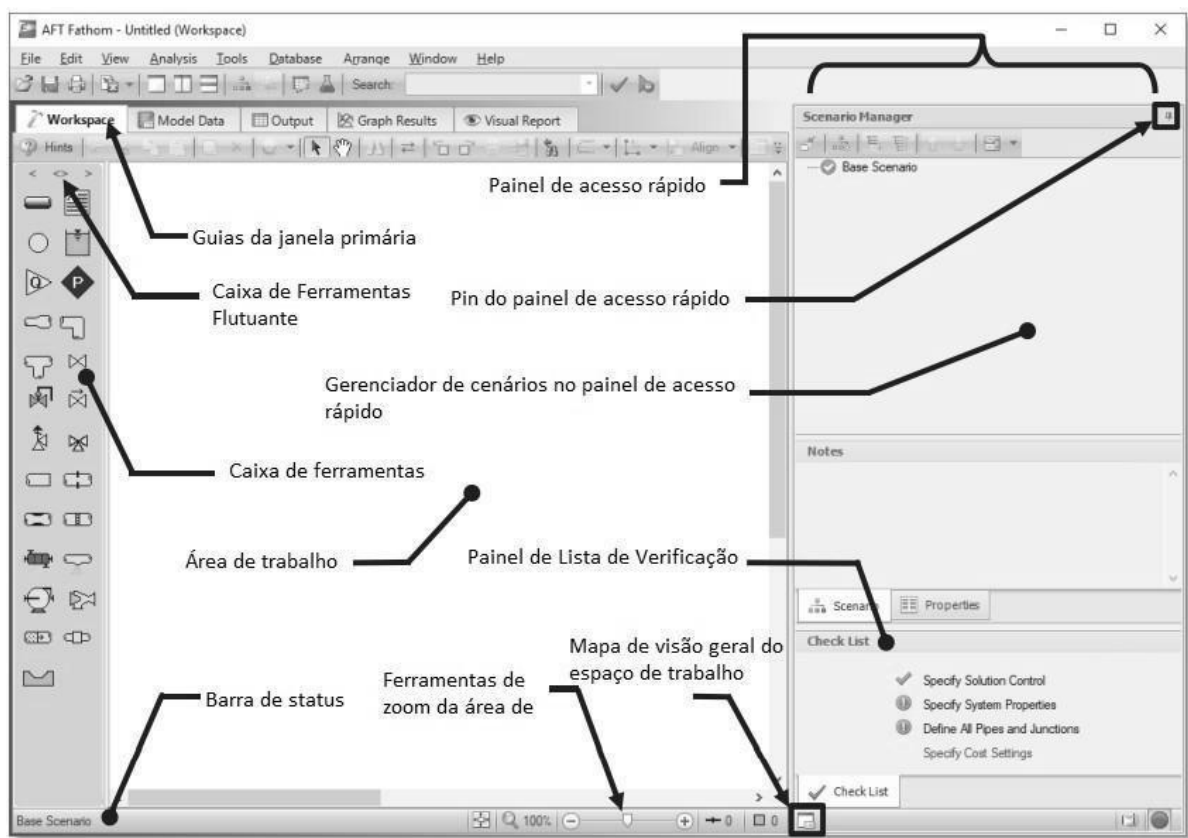 AFT Fathom - Untitled (Workspace)
File Edit View Analysis Tools Database Arrange Window Help
Search:
Workspace Model Data Output Graph Results Visual Report
Hints Align
Scenario Manager
Base Scenario
Painel de acesso rápido
Guias da janela primária
Caixa de Ferramentas
Flutuante
Pin do painel de acesso rápido
Gerenciador de cenários no painel de acesso
rápido
Notes
Caixa de ferramentas
Área de trabalho
Painel de Lista de Verificação
Scenario Properties
Check List
Mapa de visão geral do
espaço de trabalho
Specify Solution Control
Specify System Properties
Define All Pipes and Junctions
Specify Cost Settings
Barra de status
Ferramentas de
zoom da área de
Check List
Base Scenario 100% 0 0
Q
P